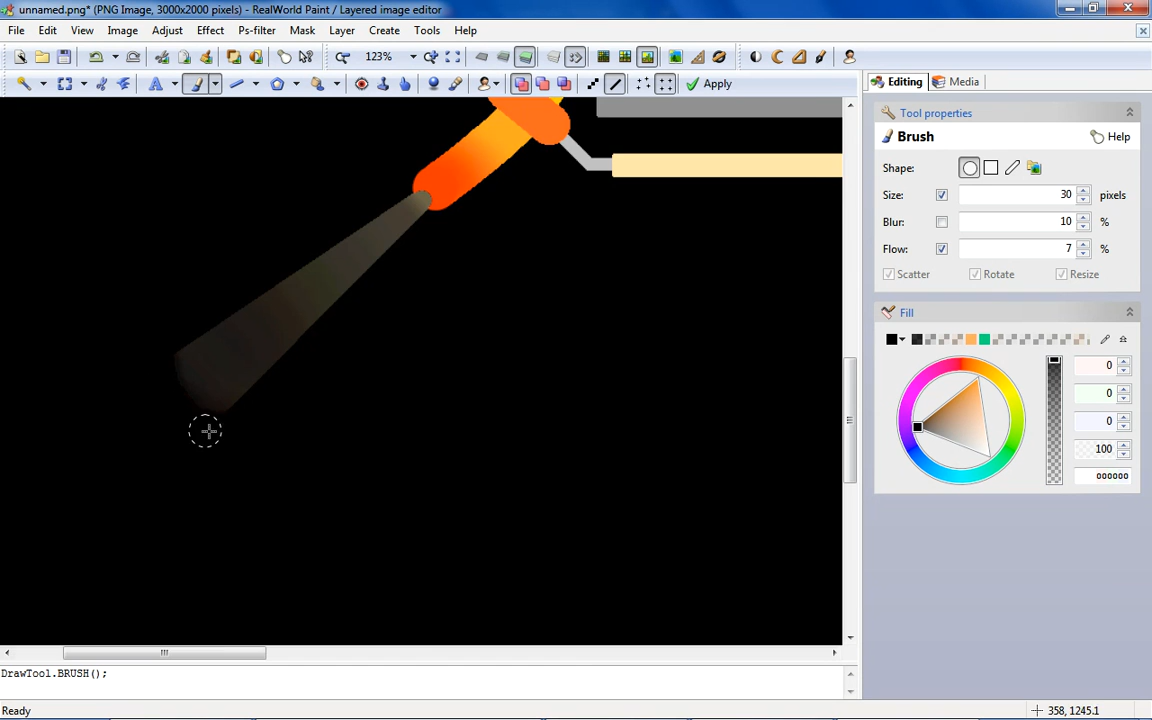 unnamed.png* (PNG Image, 3000x2000 pixels) - RealWorld Paint / Layered image editor
File Edit View Image Adjust Effect Ps-filter Mask Layer Create Tools Help
123%
Apply
Editing Media
Tool properties
Brush Help
Shape:
Size: 30 pixels
Blur: 10 %
Flow: 7 %
Scatter Rotate Resize
Fill
0
0
0
100
000000
DrawTool.BRUSH();
Ready 358, 1245.1